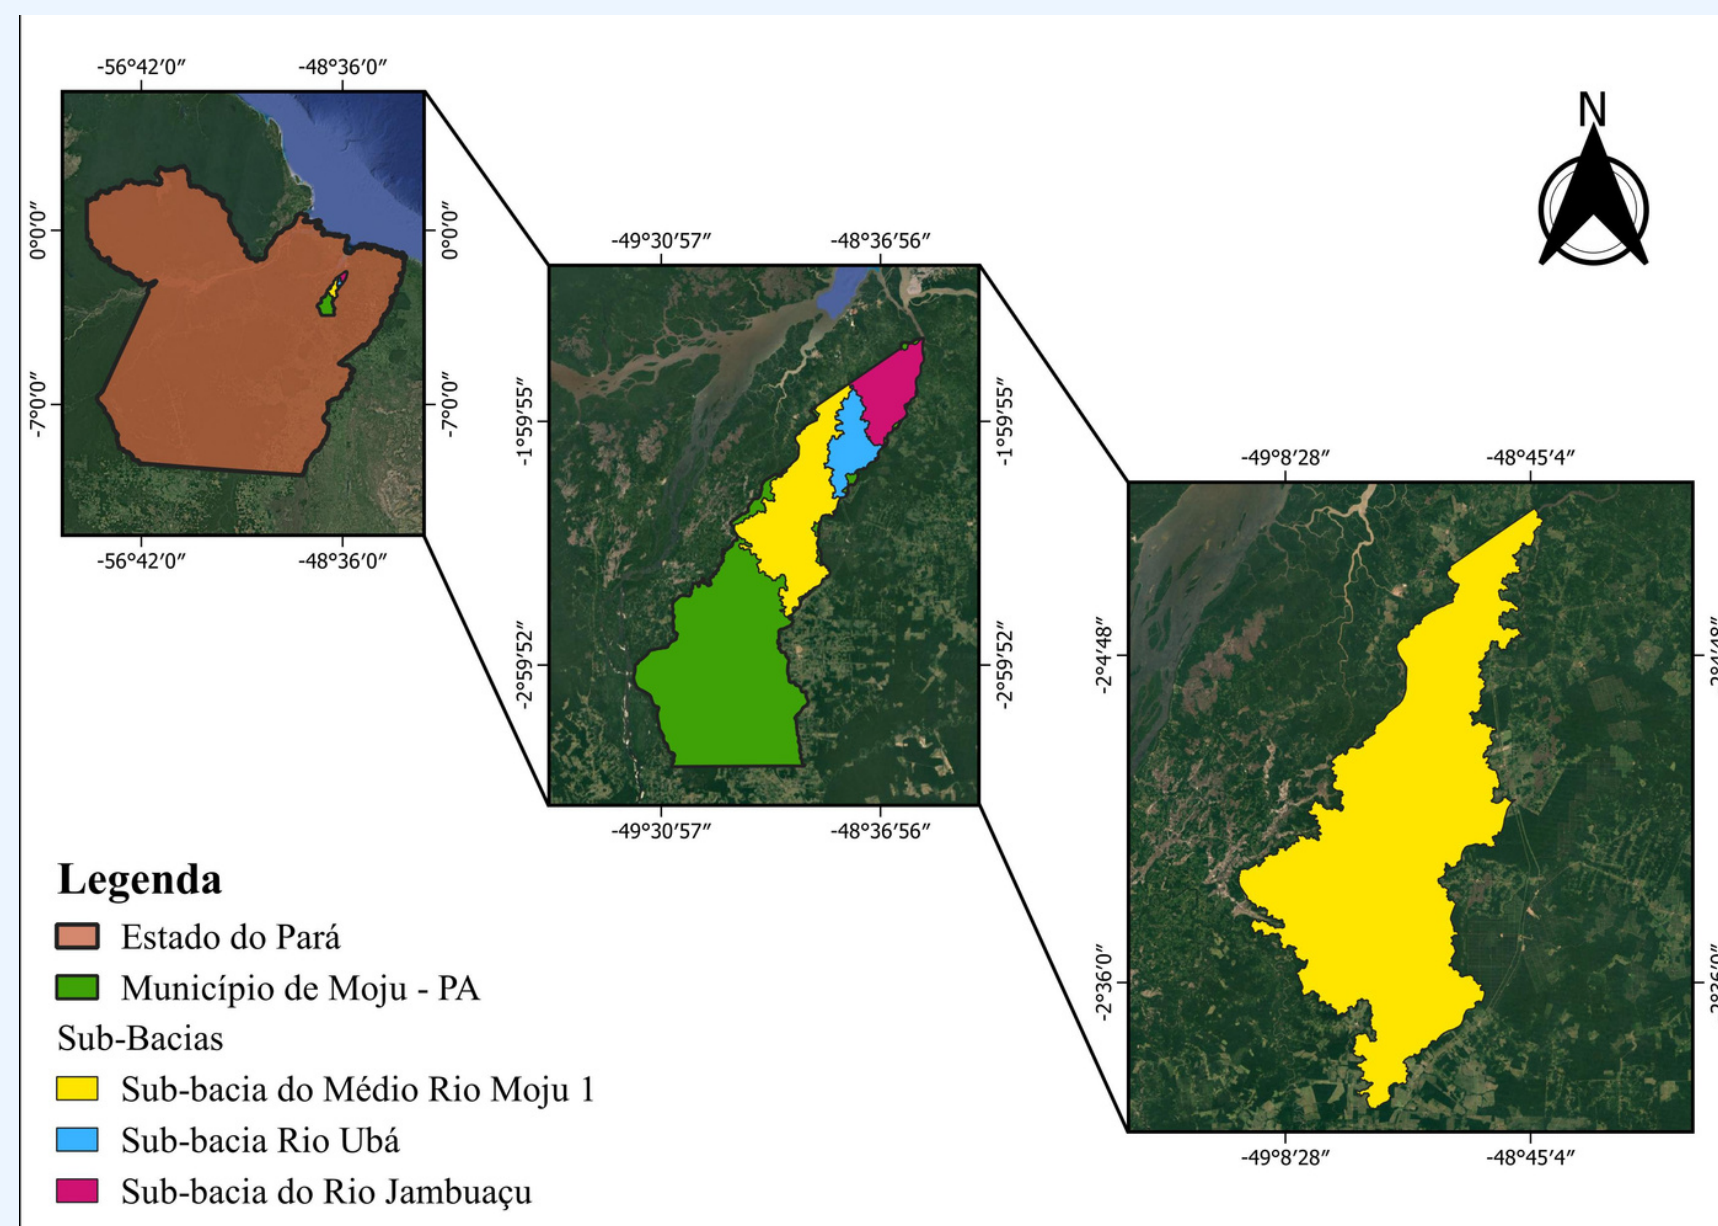 -56°42′0″
-48°36′0″
0°0′0″
0°0′0″
-7°0′0″
-7°0′0″
-56°42′0″
-48°36′0″
N
-49°30′57″
-48°36′56″
-1°59′55″
-1°59′55″
-2°59′52″
-2°59′52″
-49°30′57″
-48°36′56″
-49°8′28″
-48°45′4″
-2°4′48″
-2°36′0″
-49°8′28″
-48°45′4″
Legenda
Estado do Pará
Município de Moju - PA
Sub-Bacias
Sub-bacia do Médio Rio Moju 1
Sub-bacia Rio Ubá
Sub-bacia do Rio Jambuaçu